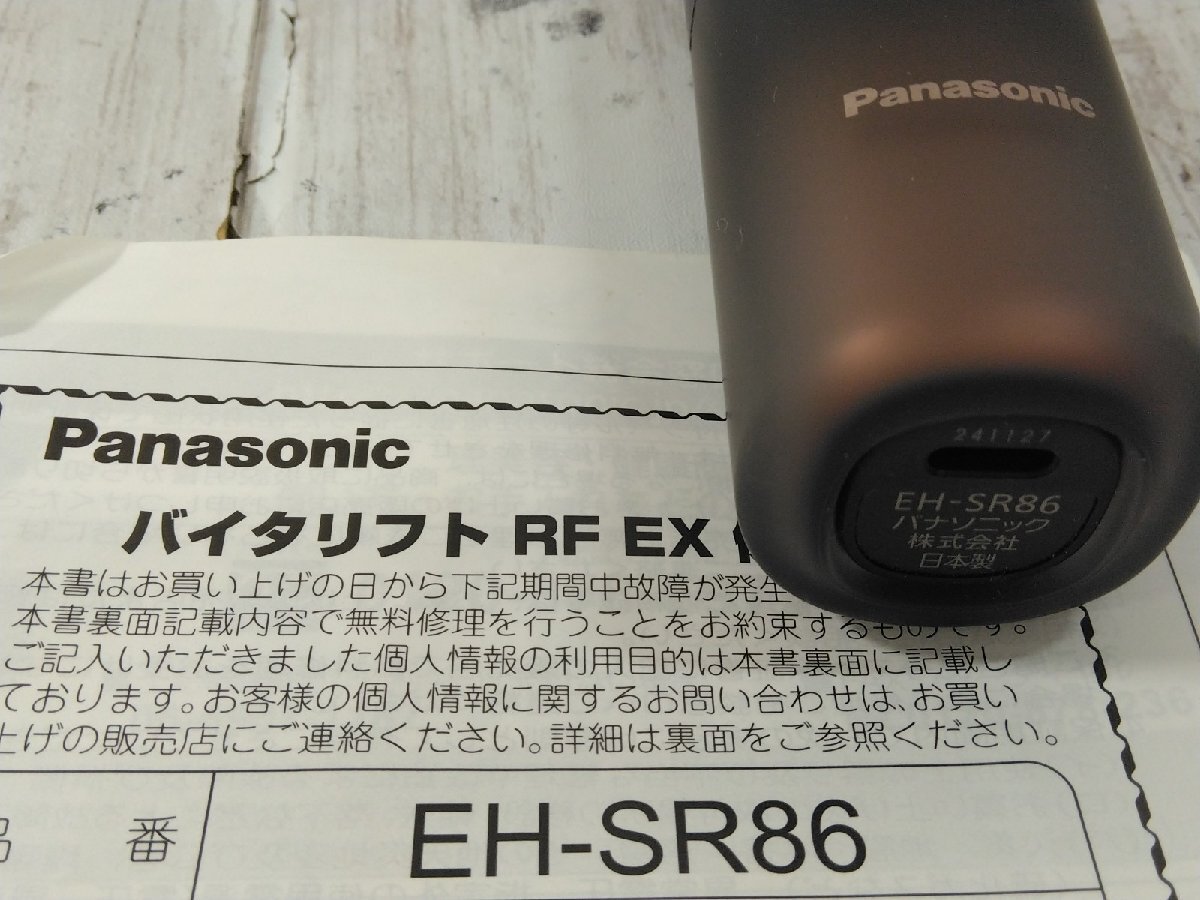 Panasonic
241127
EH-SR86
パナソニック
株式会社
日本製
Panasonic
バイタリフト RF EX
本書はお買い上げの日から下記期間中故障が発生
本書裏面記載内容で無料修理を行うことをお約束するものです。
ご記入いただきました個人情報の利用目的は本書裏面に記載し
ております。お客様の個人情報に関するお問い合わせは、お買い
上げの販売店にご連絡ください。詳細は裏面をご参照ください。
品 番
EH-SR86